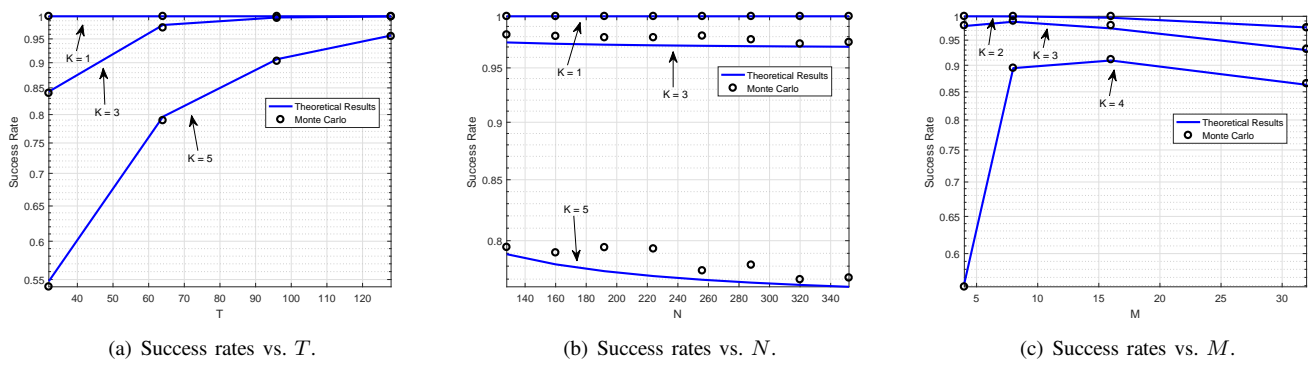 Success Rate
1
0.95
0.9
0.85
0.8
0.75
0.7
0.65
0.6
0.55
40 60 80 100 120
T
K = 1
K = 3
K = 5
Theoretical Results
Monte Carlo
(a) Success rates vs. T.
Success Rate
1
0.95
0.9
0.85
0.8
140 160 180 200 220 240 260 280 300 320 340
N
K = 1
K = 3
K = 5
Theoretical Results
Monte Carlo
(b) Success rates vs. N.
Success Rate
1
0.95
0.9
0.85
0.8
0.75
0.7
0.65
0.6
5 10 15 20 25 30
M
K = 2
K = 3
K = 4
Theoretical Results
Monte Carlo
(c) Success rates vs. M.